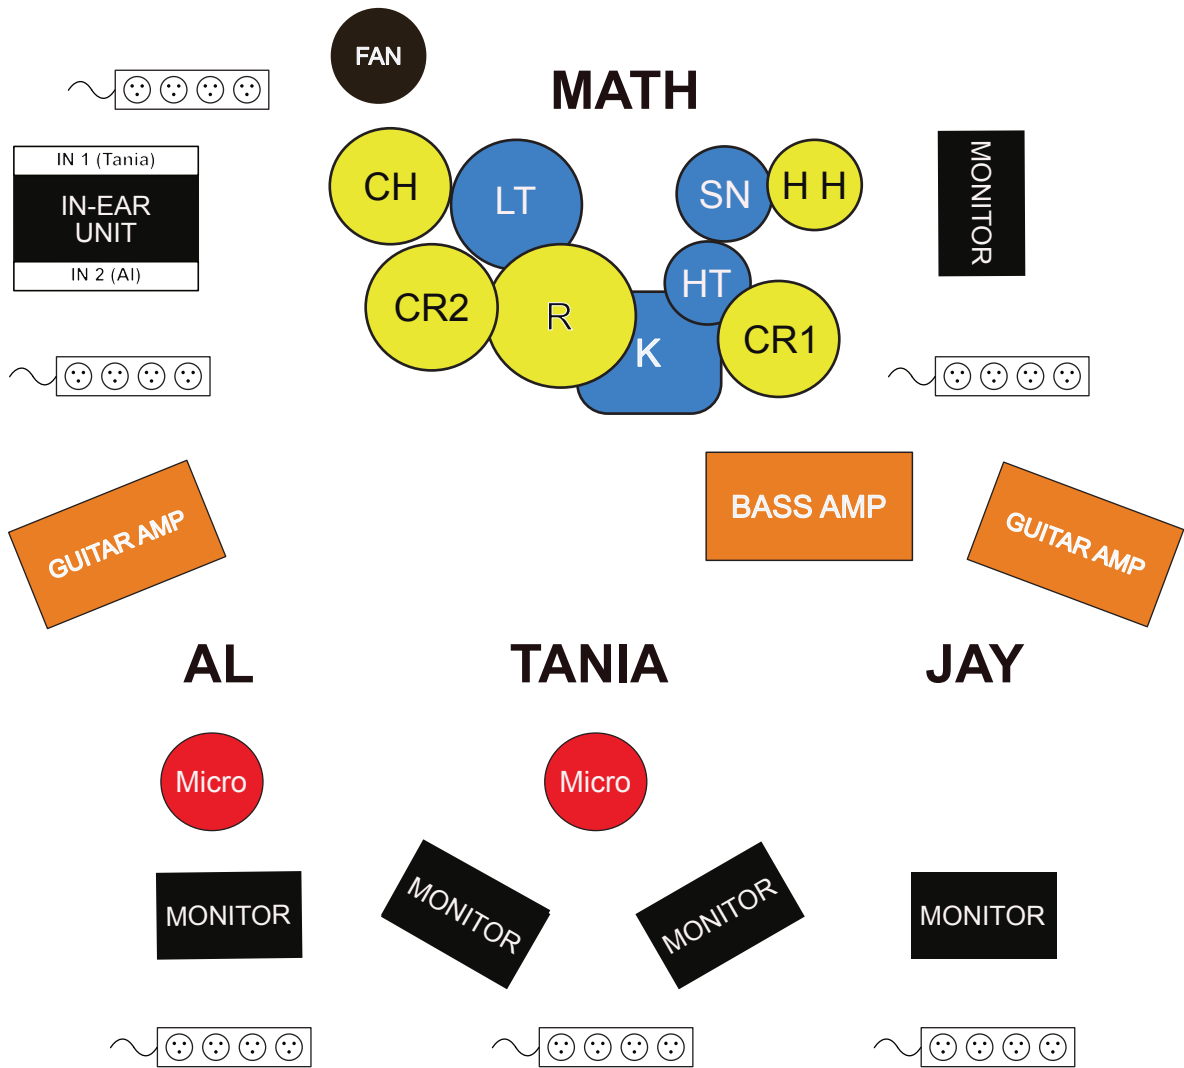 FAN
MATH
IN 1 (Tania)
IN-EAR
UNIT
IN 2 (Al)
CH
LT
SN
H H
MONITOR
CR2
R
HT
K
CR1
GUITAR AMP
BASS AMP
GUITAR AMP
AL
TANIA
JAY
Micro
Micro
MONITOR
MONITOR
MONITOR
MONITOR